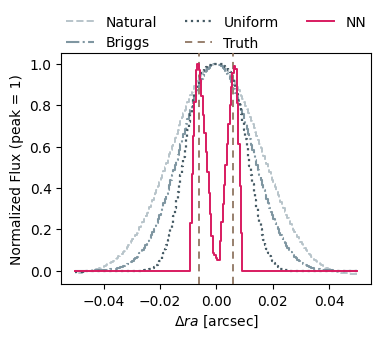 Natural Uniform NN
Briggs Truth
1.0
0.8
0.6
0.4
0.2
0.0
Normalized Flux (peak = 1)
−0.04 −0.02 0.00 0.02 0.04
Δra [arcsec]